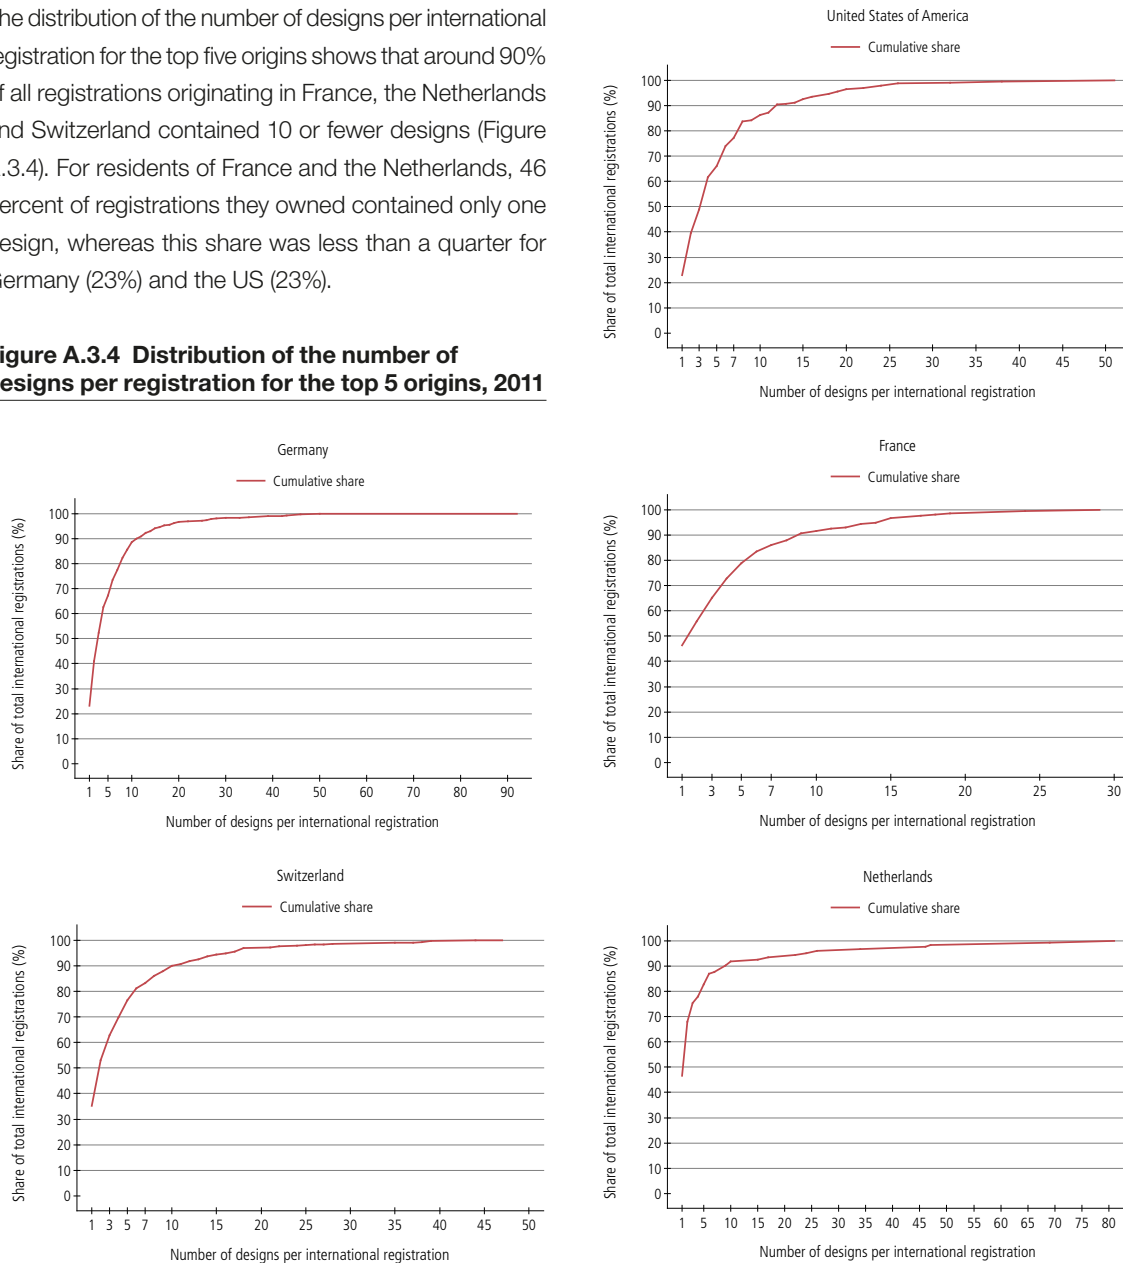 he distribution of the number of designs per international
egistration for the top five origins shows that around 90%
f all registrations originating in France, the Netherlands
nd Switzerland contained 10 or fewer designs (Figure
.3.4). For residents of France and the Netherlands, 46
ercent of registrations they owned contained only one
esign, whereas this share was less than a quarter for
ermany (23%) and the US (23%).
igure A.3.4 Distribution of the number of
esigns per registration for the top 5 origins, 2011
Germany
Cumulative share
Share of total international registrations (%)
100
90
80
70
60
50
40
30
20
10
0
1 5 10 20 30 40 50 60 70 80 90
Number of designs per international registration
Switzerland
Cumulative share
Share of total international registrations (%)
100
90
80
70
60
50
40
30
20
10
0
1 3 5 7 10 15 20 25 30 35 40 45 50
Number of designs per international registration
United States of America
Cumulative share
Share of total international registrations (%)
100
90
80
70
60
50
40
30
20
10
0
1 3 5 7 10 15 20 25 30 35 40 45 50
Number of designs per international registration
France
Cumulative share
Share of total international registrations (%)
100
90
80
70
60
50
40
30
20
10
0
1 3 5 7 10 15 20 25 30
Number of designs per international registration
Netherlands
Cumulative share
Share of total international registrations (%)
100
90
80
70
60
50
40
30
20
10
0
1 5 10 15 20 25 30 35 40 45 50 55 60 65 70 75 80
Number of designs per international registration